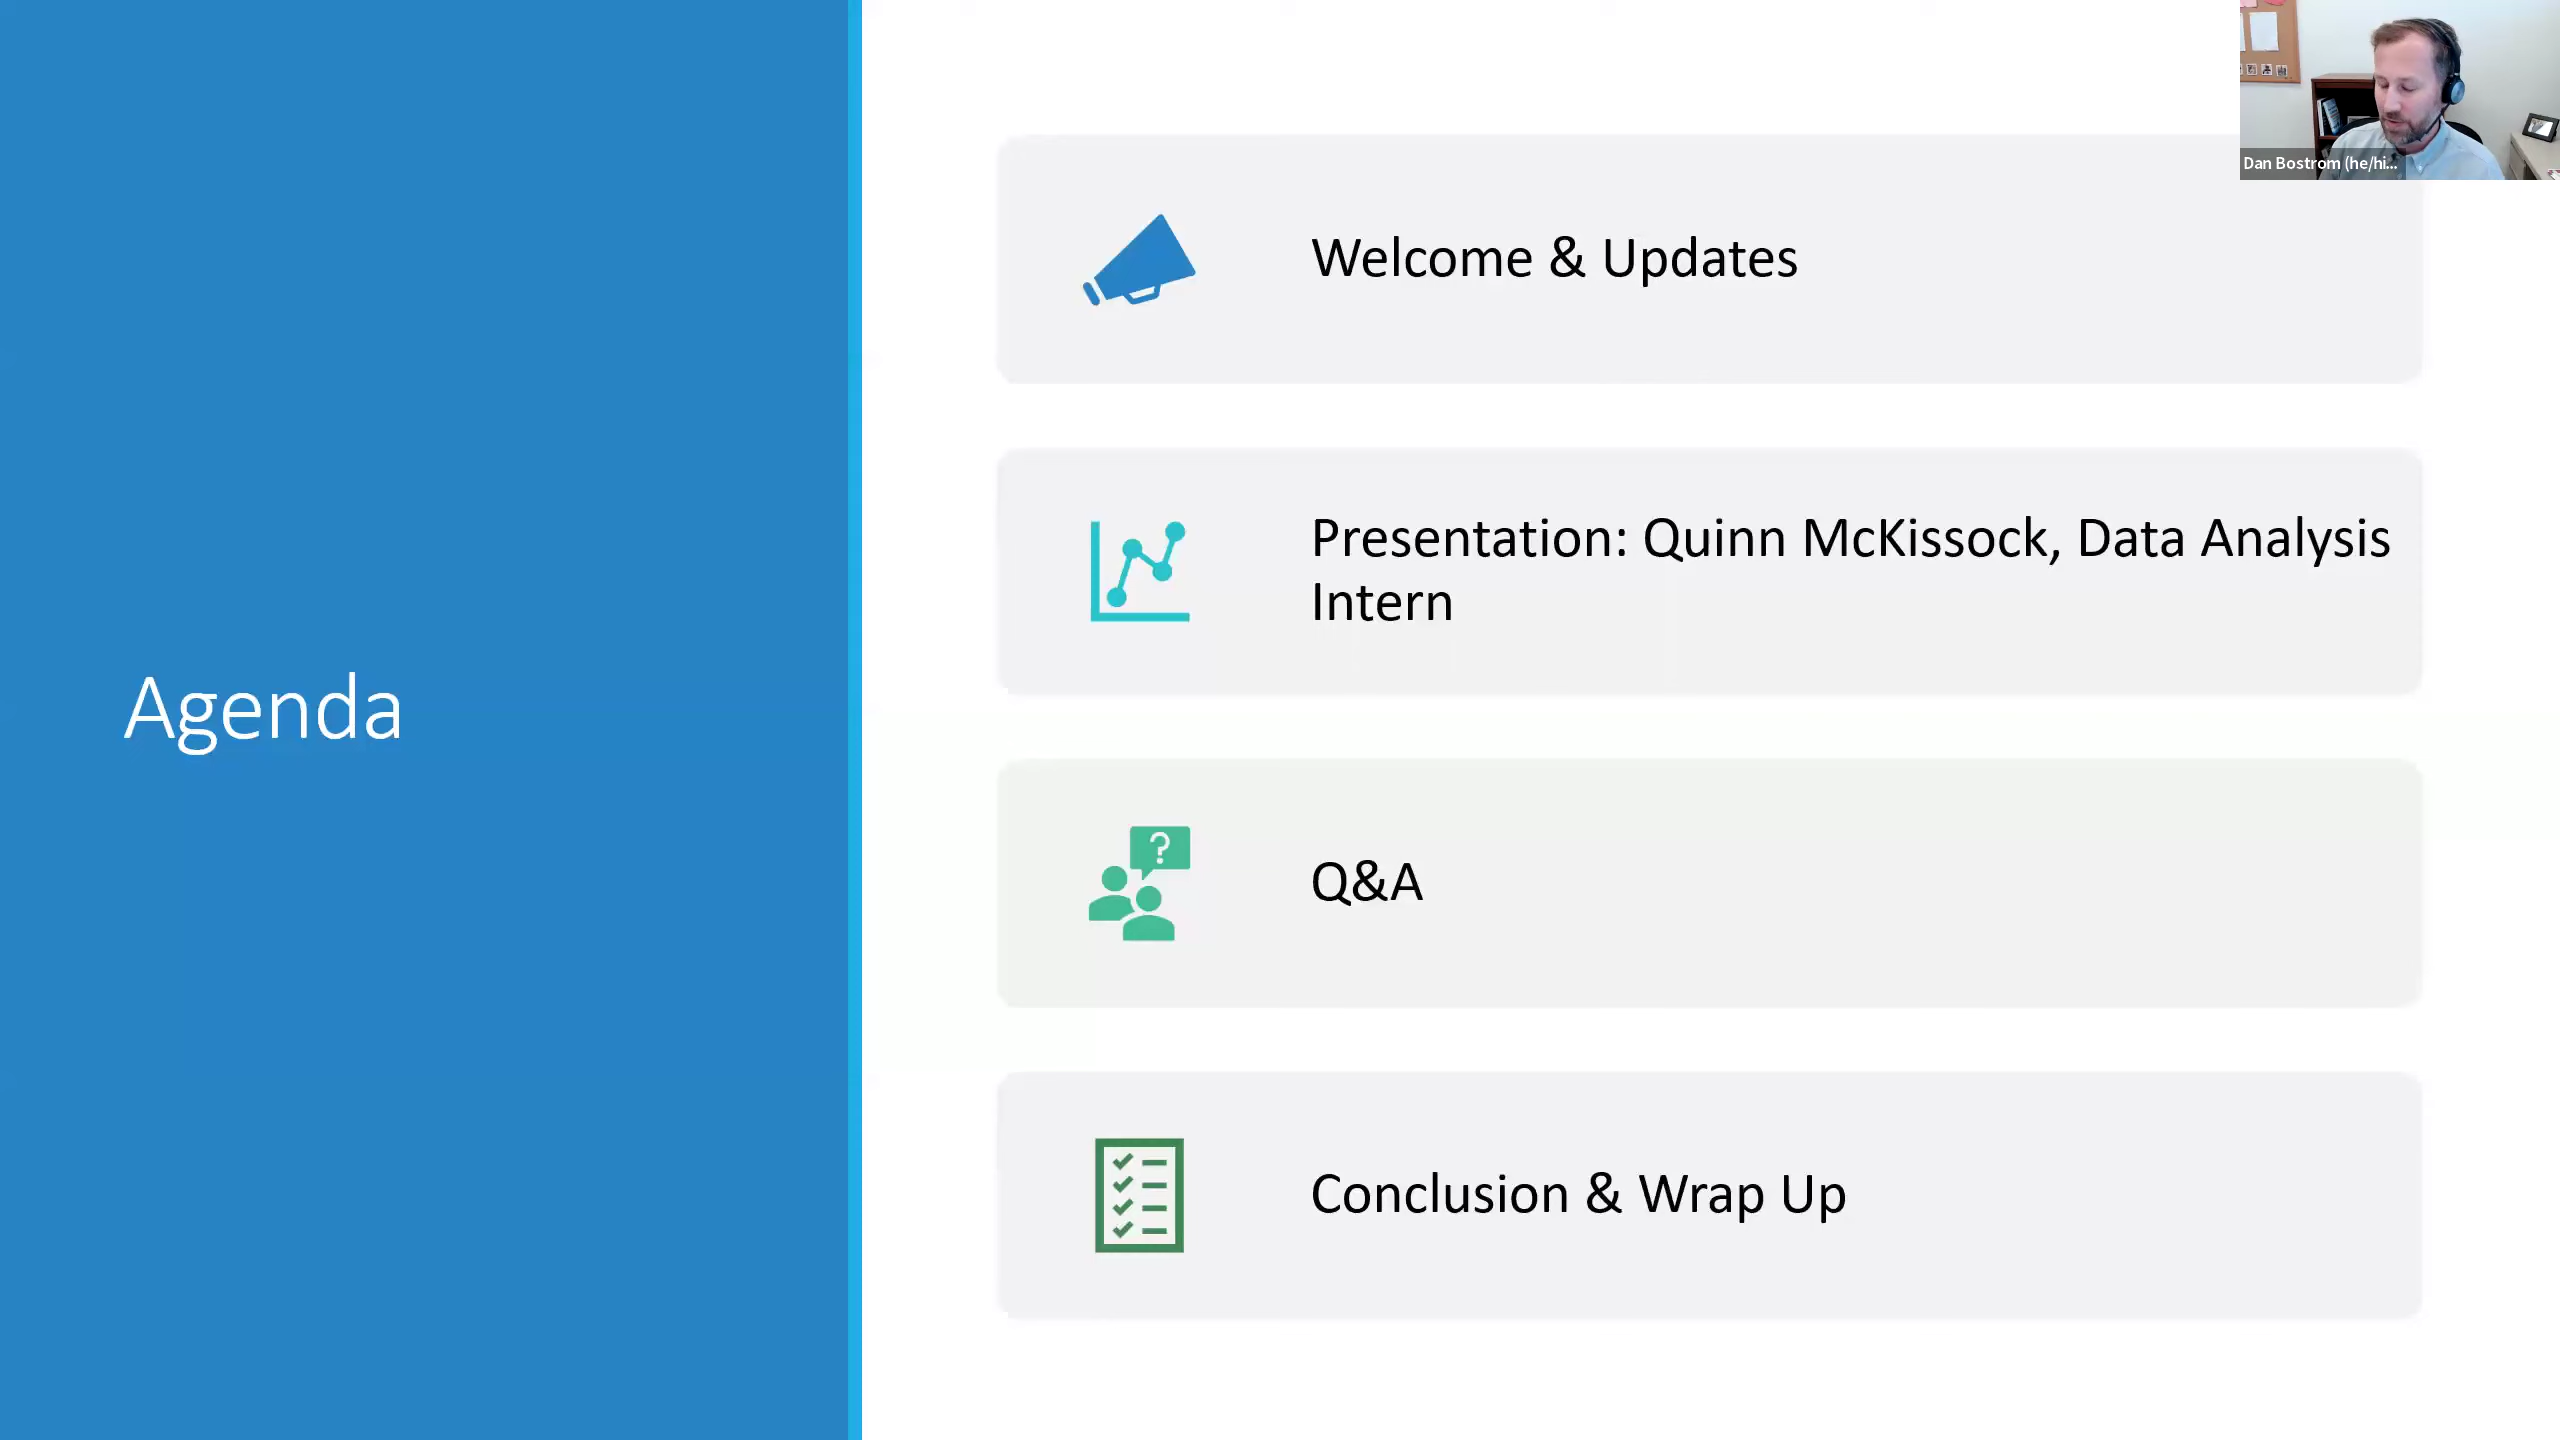 Agenda
Welcome & Updates
Presentation: Quinn McKissock, Data Analysis
Intern
?
Q&A
Conclusion & Wrap Up
Dan Bostrom (he/hi...